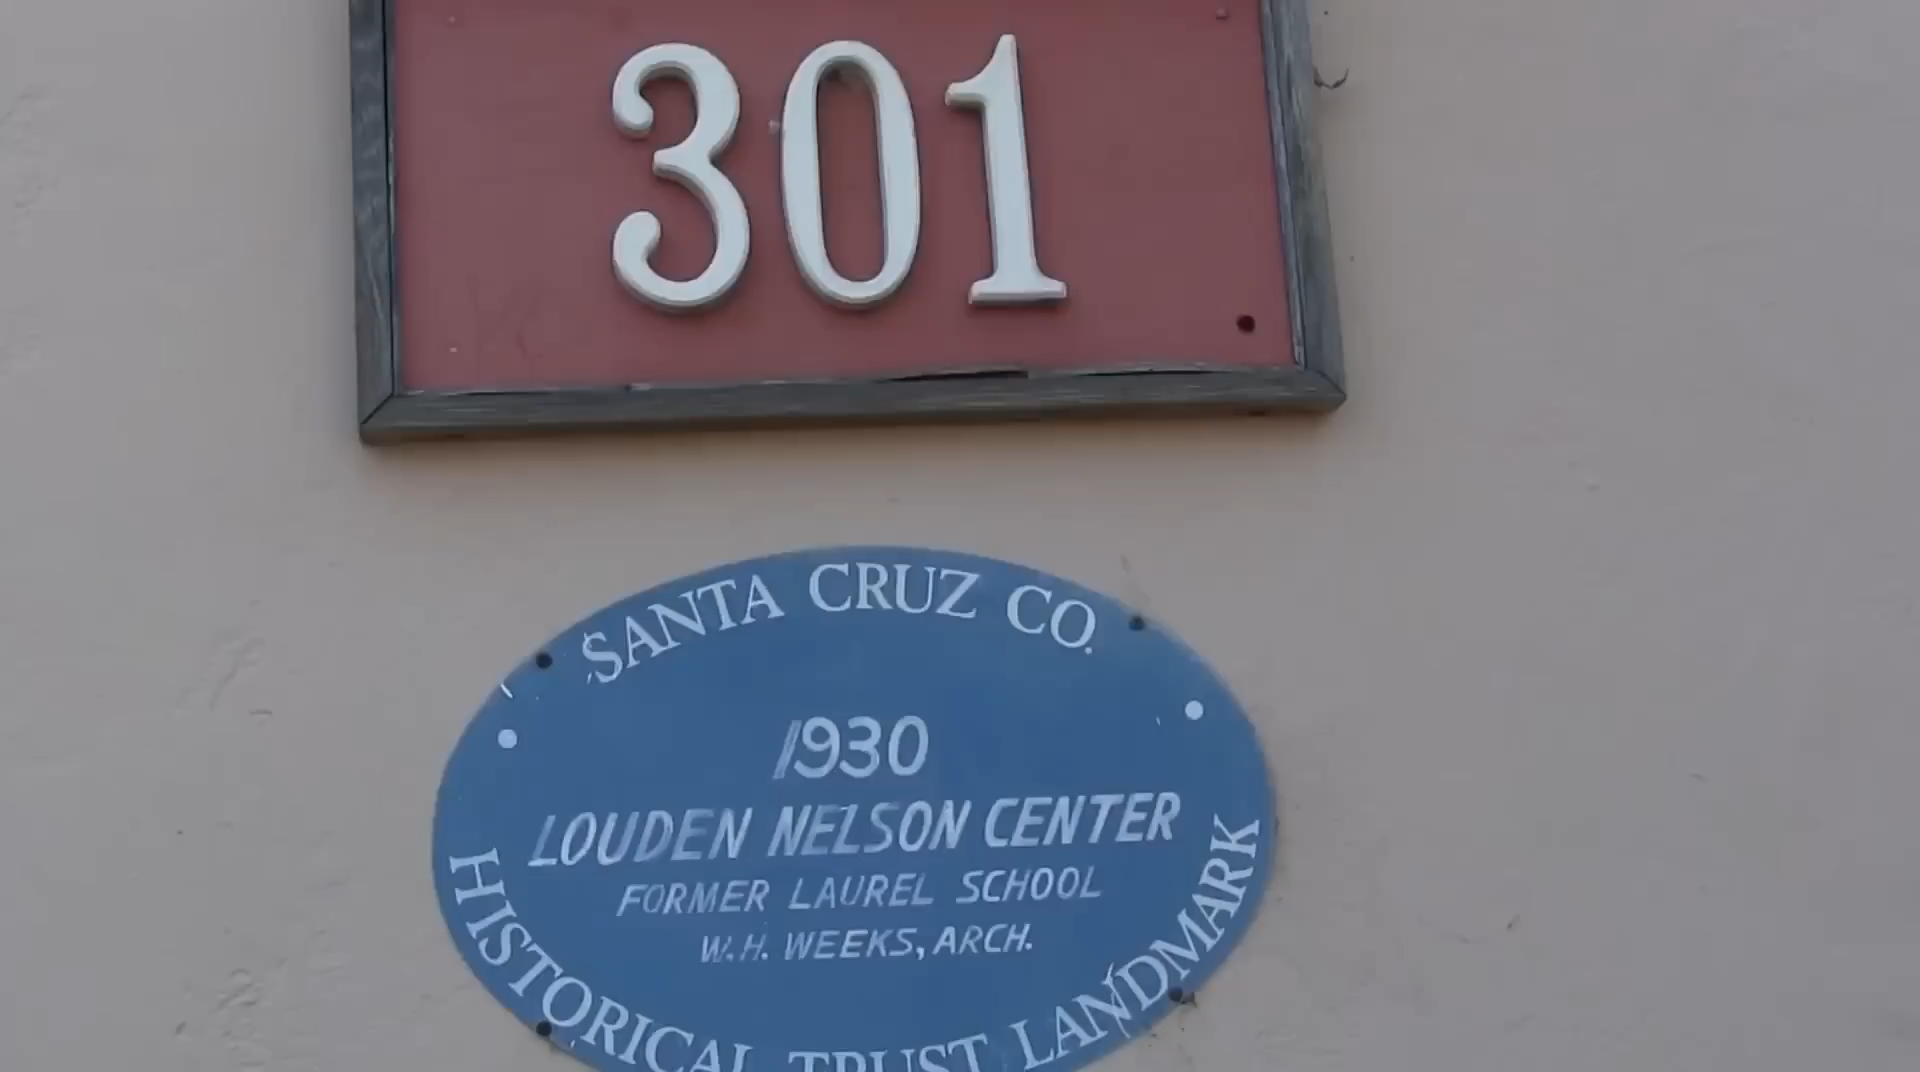 301
SANTA CRUZ CO.
1930
LOUDEN NELSON CENTER
FORMER LAUREL SCHOOL
W.H. WEEKS, ARCH.
HISTORICAL TRUST LANDMARK